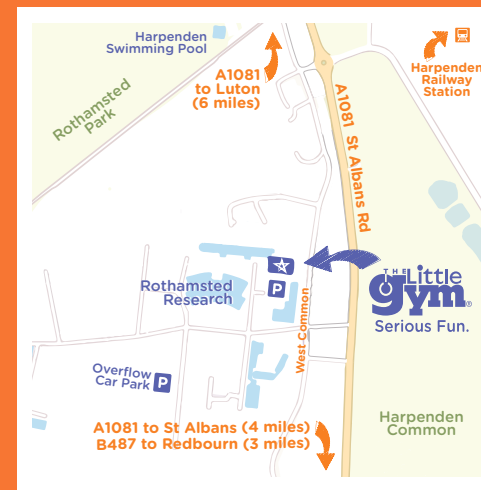 Harpenden
Swimming Pool
A1081
to Luton
(6 miles)
Harpenden
Railway
Station
Rothamsted
Park
A1081 St Albans Rd
THE Little
gym®
Serious Fun.
P
Rothamsted
Research
West Common
Overflow
Car Park P
Harpenden
Common
A1081 to St Albans (4 miles)
B487 to Redbourn (3 miles)